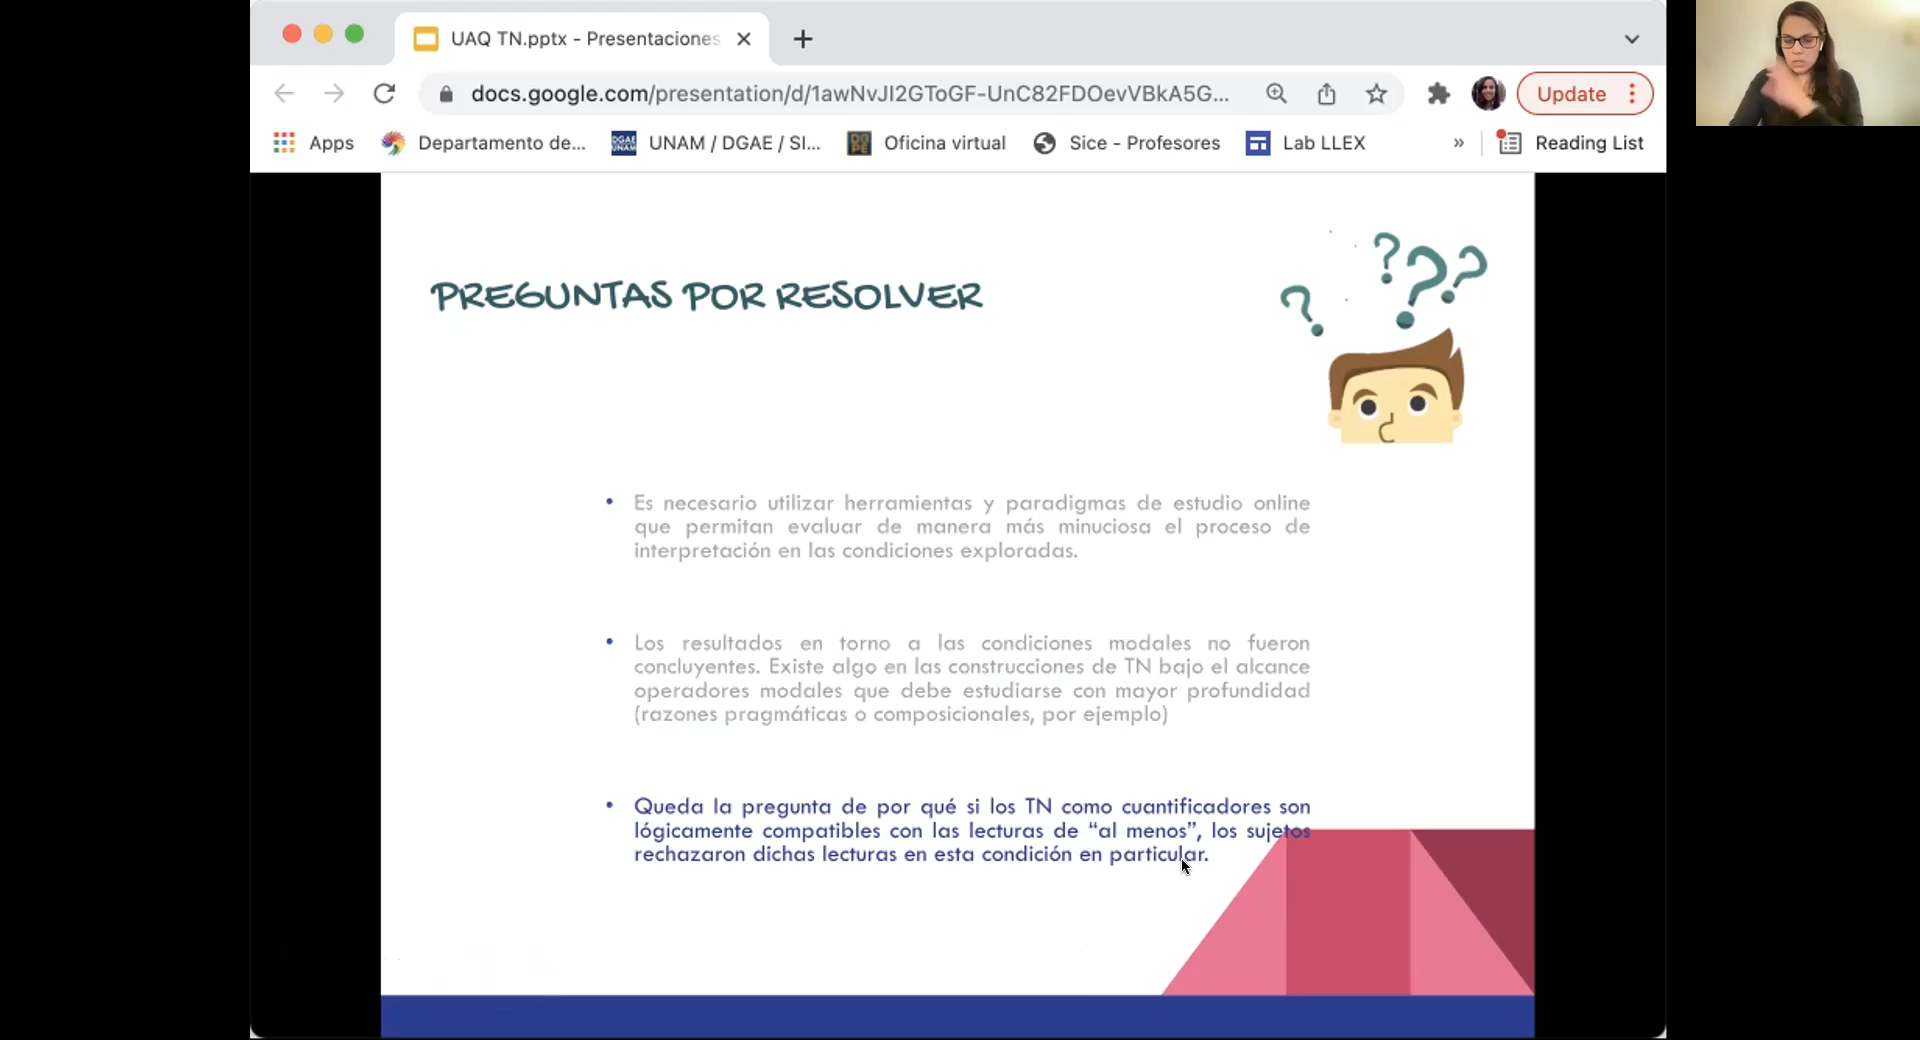 UAQ TN.pptx - Presentaciones
docs.google.com/presentation/d/1awNvJI2GToGF-UnC82FDOevVBkA5G...
Update
Apps
Departamento de...
DGAE UNAM
UNAM / DGAE / SI...
Oficina virtual
Sice - Profesores
Lab LLEX
»
Reading List
PREGUNTAS POR RESOLVER
? ? ? ?
• Es necesario utilizar herramientas y paradigmas de estudio online
que permitan evaluar de manera más minuciosa el proceso de
interpretación en las condiciones exploradas.
• Los resultados en torno a las condiciones modales no fueron
concluyentes. Existe algo en las construcciones de TN bajo el alcance
operadores modales que debe estudiarse con mayor profundidad
(razones pragmáticas o composicionales, por ejemplo)
• Queda la pregunta de por qué si los TN como cuantificadores son
lógicamente compatibles con las lecturas de “al menos”, los sujetos
rechazaron dichas lecturas en esta condición en particular.